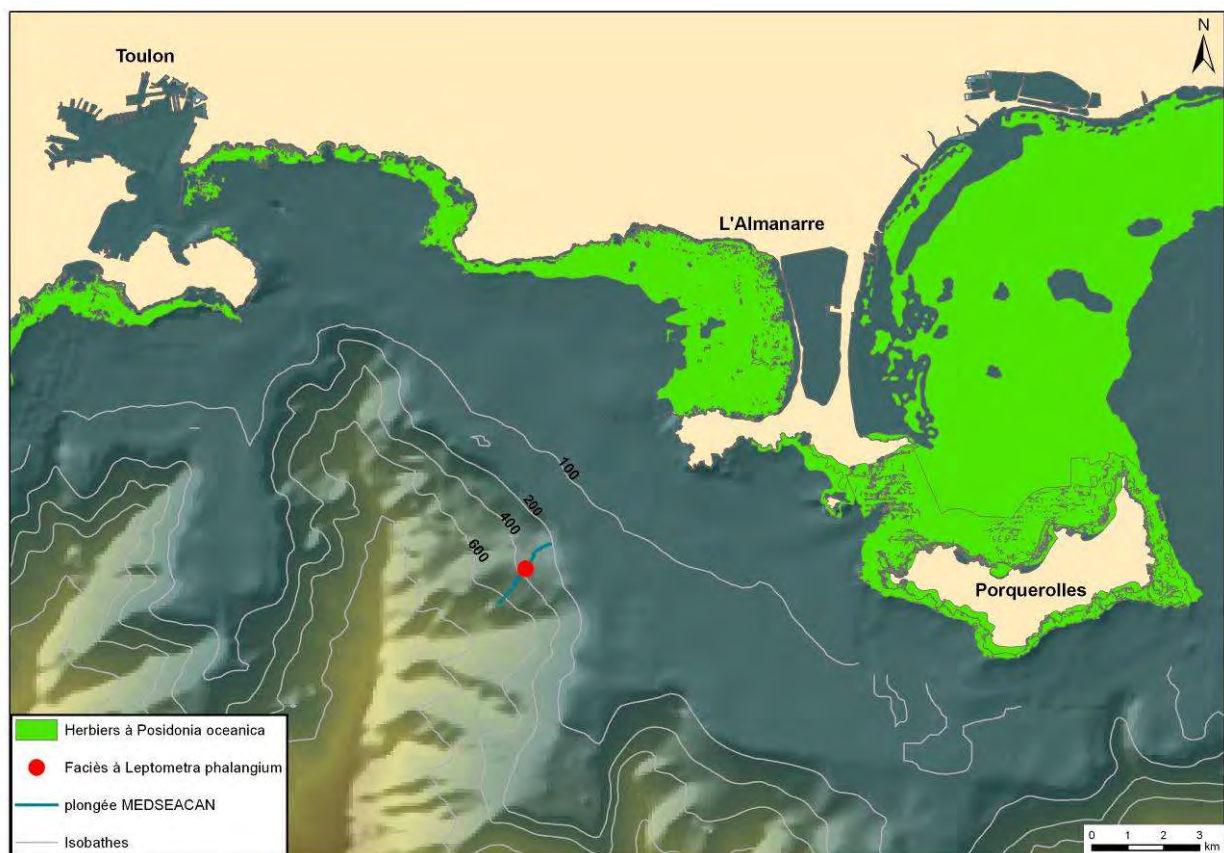 N
Toulon
L'Almanarre
100
200
400
600
Porquerolles
Herbiers à Posidonia oceanica
Faciès à Leptometra phalangium
plongée MEDSEACAN
Isobathes
0 1 2 3
km